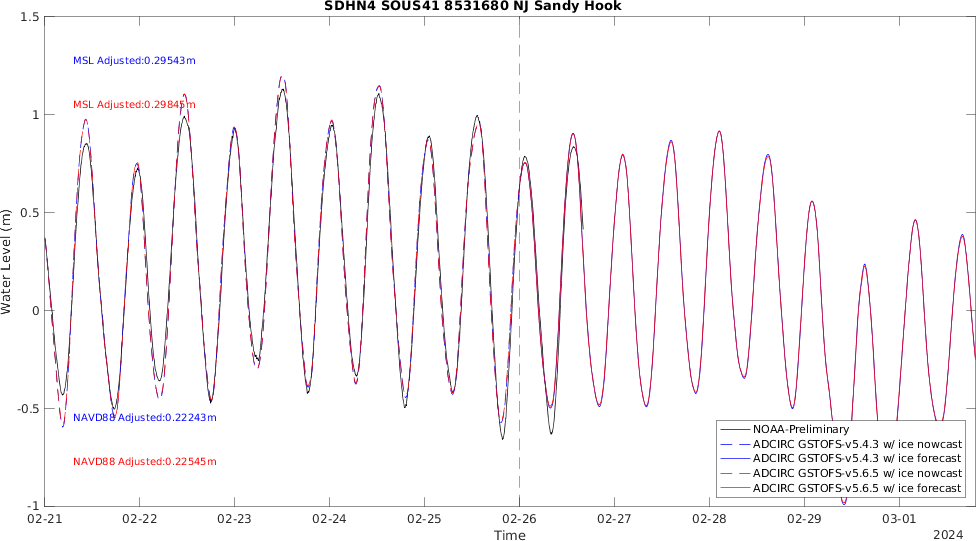 SDHN4 SOUS41 8531680 NJ Sandy Hook
1.5
1
0.5
0
-0.5
-1
Water Level (m)
MSL Adjusted:0.29543m
MSL Adjusted:0.29845m
NAVD88 Adjusted:0.22243m
NAVD88 Adjusted:0.22545m
NOAA-Preliminary
ADCIRC GSTOFS-v5.4.3 w/ ice nowcast
ADCIRC GSTOFS-v5.4.3 w/ ice forecast
ADCIRC GSTOFS-v5.6.5 w/ ice nowcast
ADCIRC GSTOFS-v5.6.5 w/ ice forecast
02-21 02-22 02-23 02-24 02-25 02-26 02-27 02-28 02-29 03-01
Time
2024